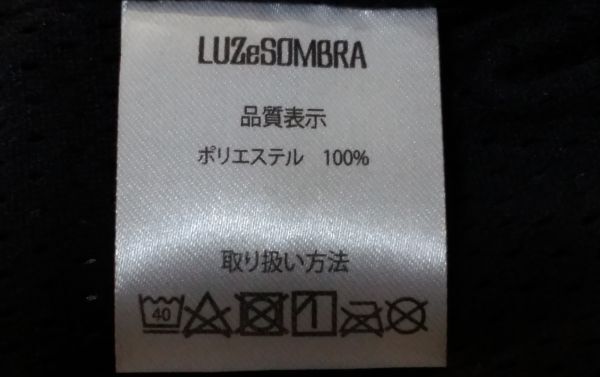 LUZeSOMBRA
品質表示
ポリエステル 100%
取り扱い方法
40